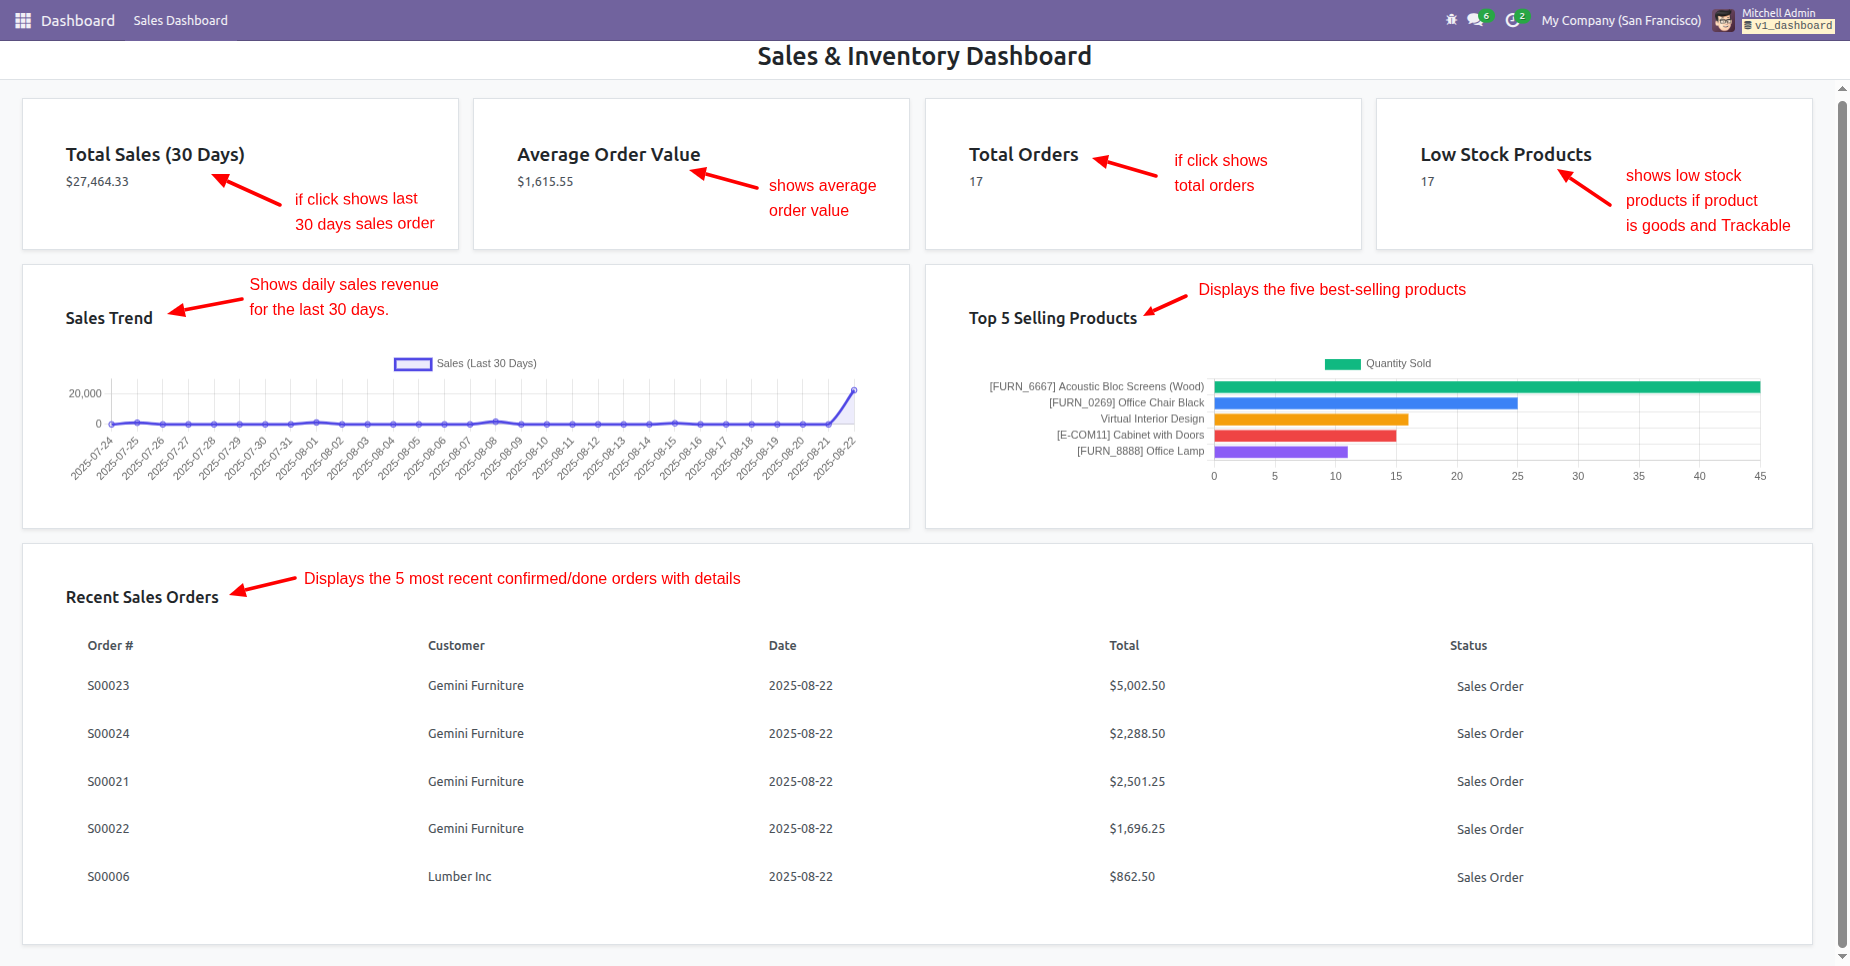 Dashboard Sales Dashboard 6 2 My Company (San Francisco) Mitchell Admin
v1_dashboard
Sales & Inventory Dashboard
Total Sales (30 Days)
$27,464.33
if click shows last
30 days sales order
Average Order Value
$1,615.55
shows average
order value
Total Orders
17
if click shows
total orders
Low Stock Products
17
shows low stock
products if product
is goods and Trackable
Sales Trend
Shows daily sales revenue
for the last 30 days.
Sales (Last 30 Days)
20,000
0
2025-07-24
2025-07-25
2025-07-26
2025-07-27
2025-07-28
2025-07-29
2025-07-30
2025-07-31
2025-08-01
2025-08-02
2025-08-03
2025-08-04
2025-08-05
2025-08-06
2025-08-07
2025-08-08
2025-08-09
2025-08-10
2025-08-11
2025-08-12
2025-08-13
2025-08-14
2025-08-15
2025-08-16
2025-08-17
2025-08-18
2025-08-19
2025-08-20
2025-08-21
2025-08-22
Top 5 Selling Products
Displays the five best-selling products
Quantity Sold
[FURN_6667] Acoustic Bloc Screens (Wood)
[FURN_0269] Office Chair Black
Virtual Interior Design
[E-COM11] Cabinet with Doors
[FURN_8888] Office Lamp
0 5 10 15 20 25 30 35 40 45
Recent Sales Orders
Displays the 5 most recent confirmed/done orders with details
Order # Customer Date Total Status
S00023 Gemini Furniture 2025-08-22 $5,002.50 Sales Order
S00024 Gemini Furniture 2025-08-22 $2,288.50 Sales Order
S00021 Gemini Furniture 2025-08-22 $2,501.25 Sales Order
S00022 Gemini Furniture 2025-08-22 $1,696.25 Sales Order
S00006 Lumber Inc 2025-08-22 $862.50 Sales Order